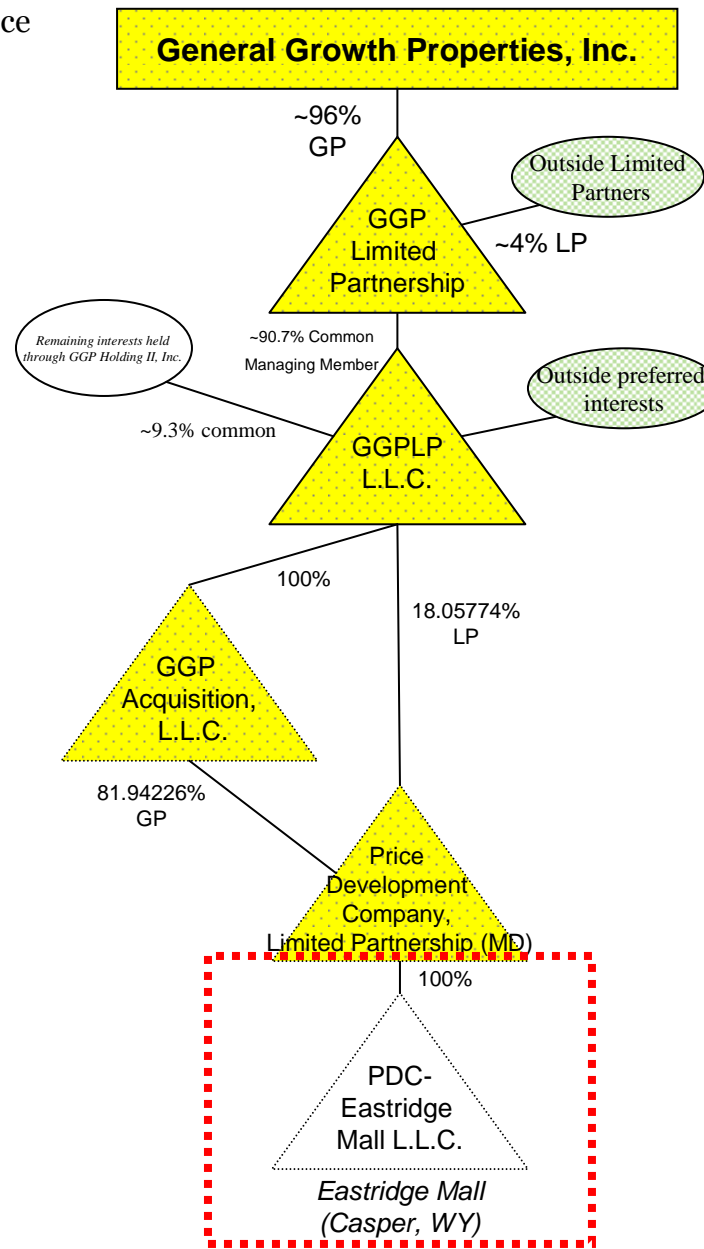 General Growth Properties, Inc.
~96%
GP
Outside Limited
Partners
GGP
Limited
Partnership
~4% LP
Remaining interests held
through GGP Holding II, Inc.
~90.7% Common
Managing Member
Outside preferred
interests
~9.3% common
GGPLP
L.L.C.
100%
18.05774%
LP
GGP
Acquisition,
L.L.C.
81.94226%
GP
Price
Development
Company,
Limited Partnership (MD)
100%
PDC-
Eastridge
Mall L.L.C.
Eastridge Mall
(Casper, WY)